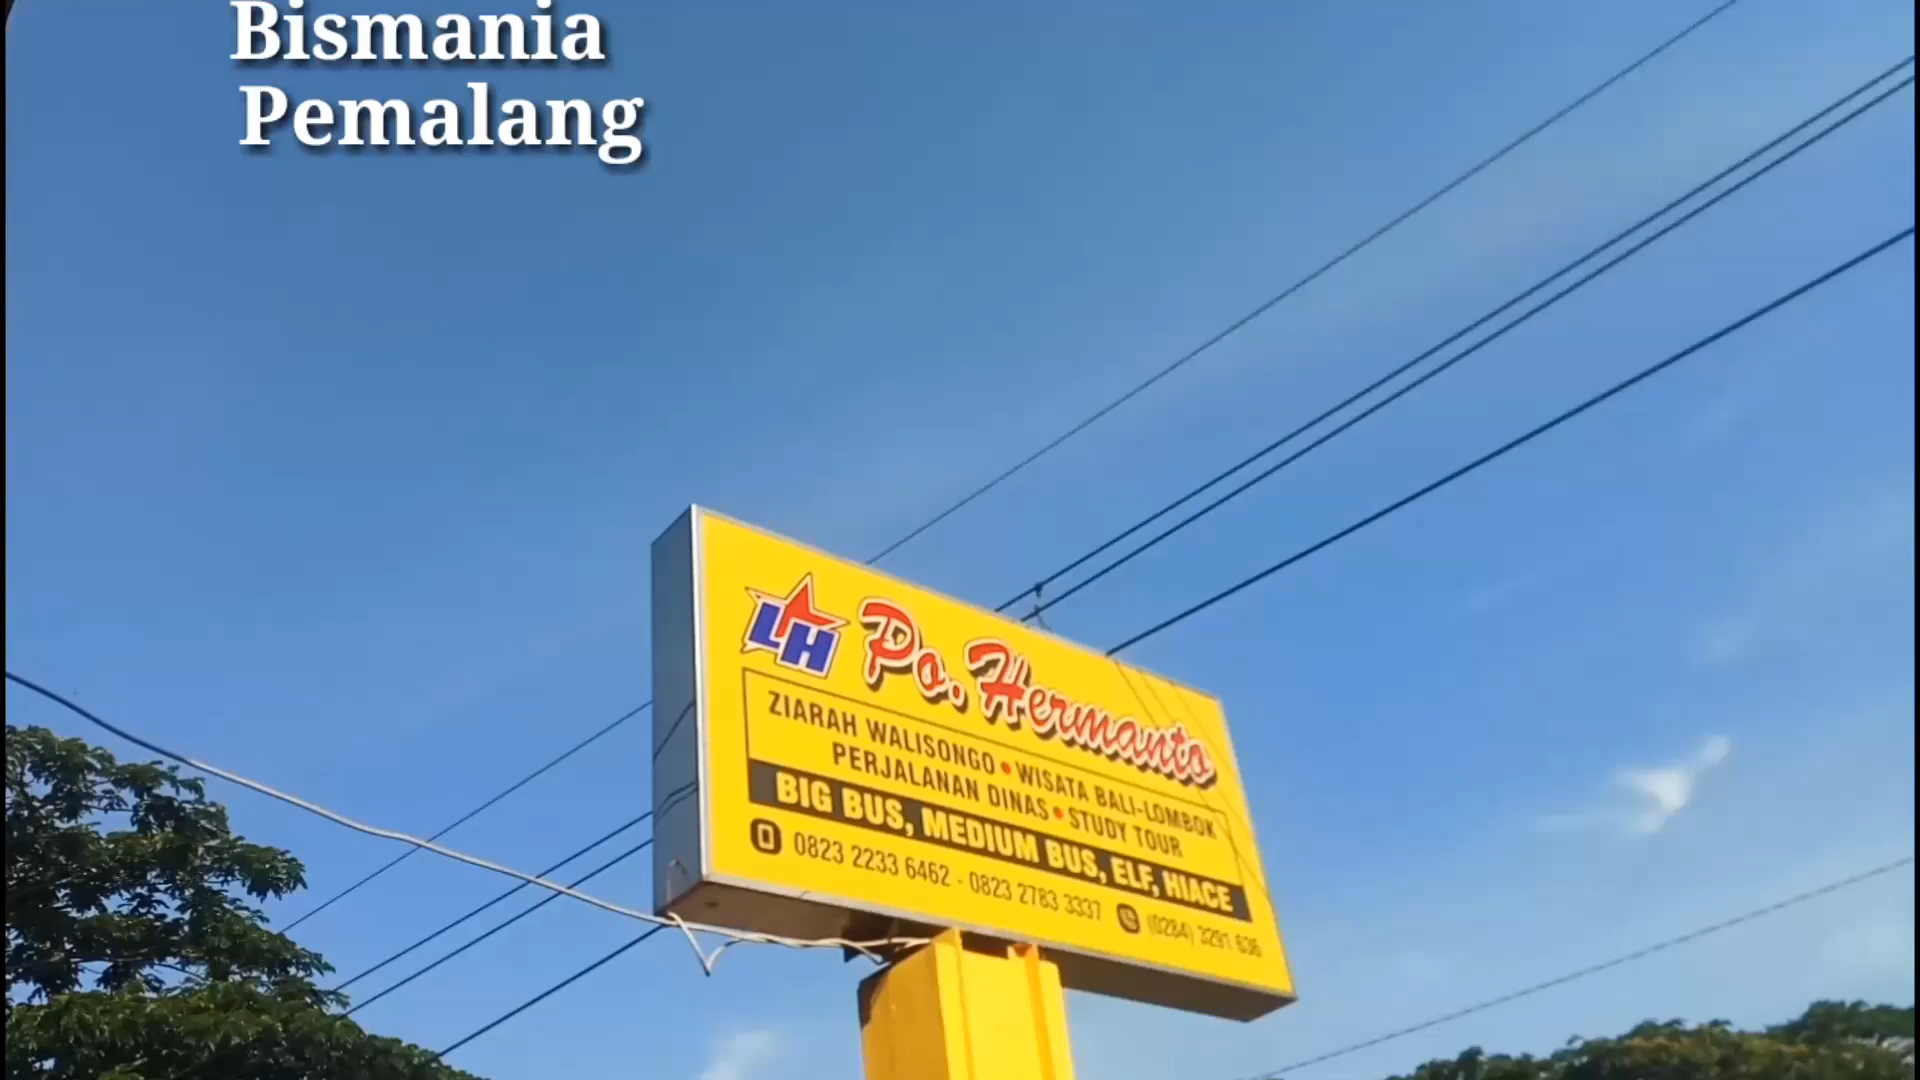 Bismania
Pemalang
LH Po. Hermanto
ZIARAH WALISONGO • WISATA BALI-LOMBOK
PERJALANAN DINAS • STUDY TOUR
BIG BUS, MEDIUM BUS, ELF, HIACE
0823 2233 6462 - 0823 2783 3337 (0284) 3291 636